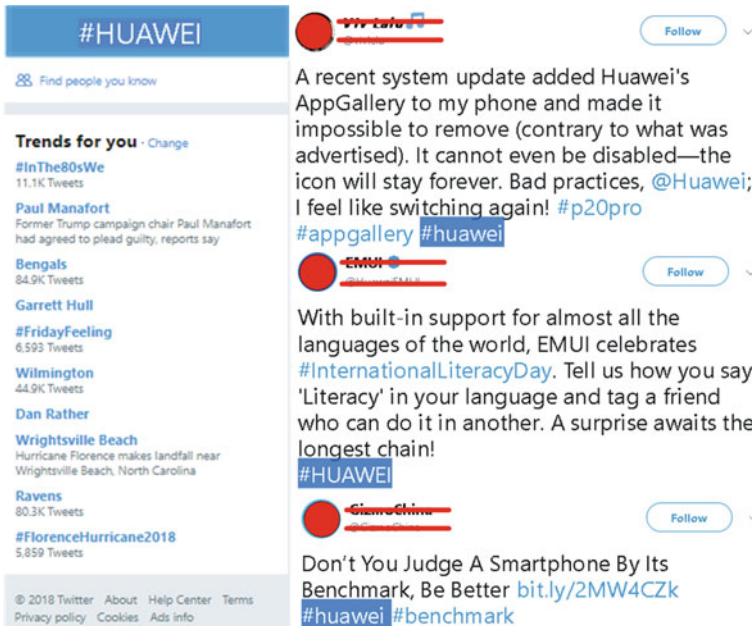 #HUAWEI
Find people you know
Trends for you · Change
#InThe80sWe
11.1K Tweets
Paul Manafort
Former Trump campaign chair Paul Manafort
had agreed to plead guilty, reports say
Bengals
84.9K Tweets
Garrett Hull
#FridayFeeling
6,593 Tweets
Wilmington
44.9K Tweets
Dan Rather
Wrightsville Beach
Hurricane Florence makes landfall near
Wrightsville Beach, North Carolina
Ravens
80.3K Tweets
#FlorenceHurricane2018
5,859 Tweets
© 2018 Twitter About Help Center Terms
Privacy policy Cookies Ads info
Follow
A recent system update added Huawei's
AppGallery to my phone and made it
impossible to remove (contrary to what was
advertised). It cannot even be disabled—the
icon will stay forever. Bad practices, @Huawei;
I feel like switching again! #p20pro
#appgallery #huawei
EMUI
Follow
With built-in support for almost all the
languages of the world, EMUI celebrates
#InternationalLiteracyDay. Tell us how you say
'Literacy' in your language and tag a friend
who can do it in another. A surprise awaits the
longest chain!
#HUAWEI
GizmoChina
Follow
Don't You Judge A Smartphone By Its
Benchmark, Be Better bit.ly/2MW4CZk
#huawei #benchmark